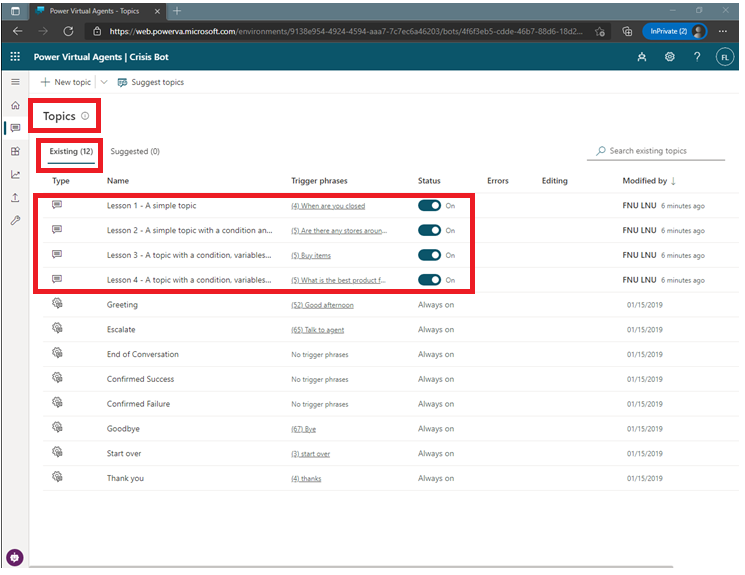 Power Virtual Agents - Topics
https://web.powerva.microsoft.com/environments/9138e954-4924-4594-aaa7-7c7ec6a46203/bots/4f6f3eb5-cdde-46b7-88d6-18d2...
InPrivate (2)
Power Virtual Agents | Crisis Bot
FL
New topic
Suggest topics
Topics
Existing (12) Suggested (0) Search existing topics
Type Name Trigger phrases Status Errors Editing Modified by ↓
Lesson 1 - A simple topic (4) When are you closed On FNU LNU 6 minutes ago
Lesson 2 - A simple topic with a condition an... (5) Are there any stores aroun... On FNU LNU 6 minutes ago
Lesson 3 - A topic with a condition, variables... (5) Buy items On FNU LNU 6 minutes ago
Lesson 4 - A topic with a condition, variables... (5) What is the best product f... On FNU LNU 6 minutes ago
Greeting (52) Good afternoon Always on 01/15/2019
Escalate (65) Talk to agent Always on 01/15/2019
End of Conversation No trigger phrases Always on 01/15/2019
Confirmed Success No trigger phrases Always on 01/15/2019
Confirmed Failure No trigger phrases Always on 01/15/2019
Goodbye (67) Bye Always on 01/15/2019
Start over (3) start over Always on 01/15/2019
Thank you (4) thanks Always on 01/15/2019